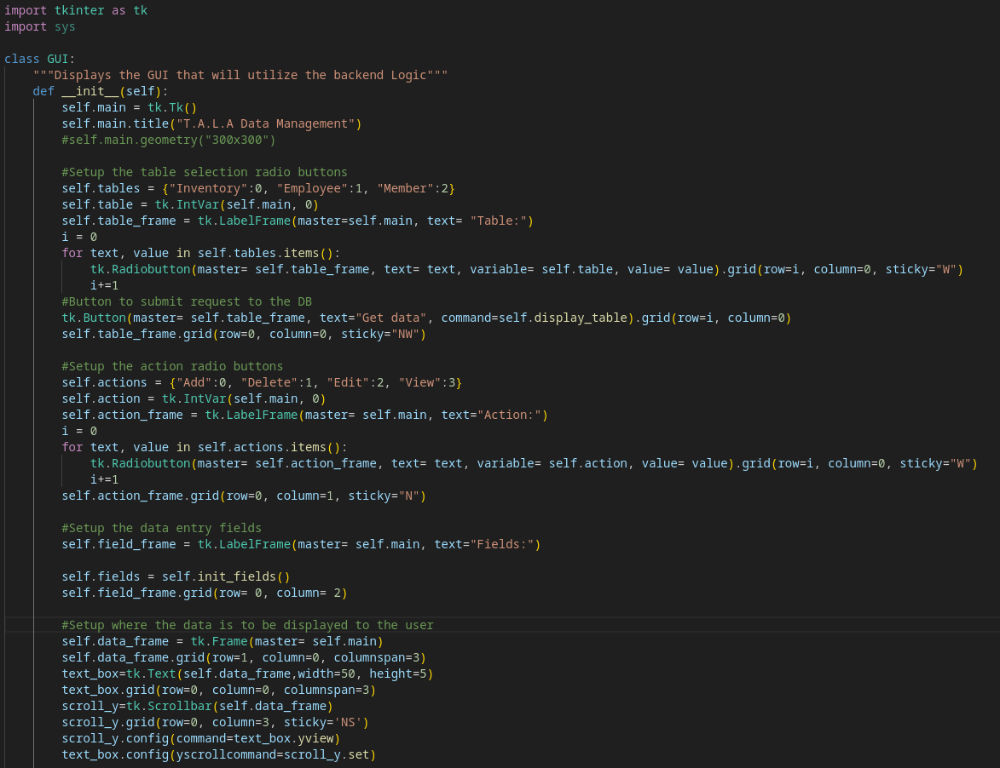 import tkinter as tk
import sys

class GUI:
    """Displays the GUI that will utilize the backend Logic"""
    def __init__(self):
        self.main = tk.Tk()
        self.main.title("T.A.L.A Data Management")
        #self.main.geometry("300x300")

        #Setup the table selection radio buttons
        self.tables = {"Inventory":0, "Employee":1, "Member":2}
        self.table = tk.IntVar(self.main, 0)
        self.table_frame = tk.LabelFrame(master=self.main, text= "Table:")
        i = 0
        for text, value in self.tables.items():
            tk.Radiobutton(master= self.table_frame, text= text, variable= self.table, value= value).grid(row=i, column=0, sticky="W")
            i+=1
        #Button to submit request to the DB
        tk.Button(master= self.table_frame, text="Get data", command=self.display_table).grid(row=i, column=0)
        self.table_frame.grid(row=0, column=0, sticky="NW")

        #Setup the action radio buttons
        self.actions = {"Add":0, "Delete":1, "Edit":2, "View":3}
        self.action = tk.IntVar(self.main, 0)
        self.action_frame = tk.LabelFrame(master= self.main, text="Action:")
        i = 0
        for text, value in self.actions.items():
            tk.Radiobutton(master= self.action_frame, text= text, variable= self.action, value= value).grid(row=i, column=0, sticky="W")
            i+=1
        self.action_frame.grid(row=0, column=1, sticky="N")

        #Setup the data entry fields
        self.field_frame = tk.LabelFrame(master= self.main, text="Fields:")

        self.fields = self.init_fields()
        self.field_frame.grid(row= 0, column= 2)

        #Setup where the data is to be displayed to the user
        self.data_frame = tk.Frame(master= self.main)
        self.data_frame.grid(row=1, column=0, columnspan=3)
        text_box=tk.Text(self.data_frame,width=50, height=5)
        text_box.grid(row=0, column=0, columnspan=3)
        scroll_y=tk.Scrollbar(self.data_frame)
        scroll_y.grid(row=0, column=3, sticky='NS')
        scroll_y.config(command=text_box.yview)
        text_box.config(yscrollcommand=scroll_y.set)